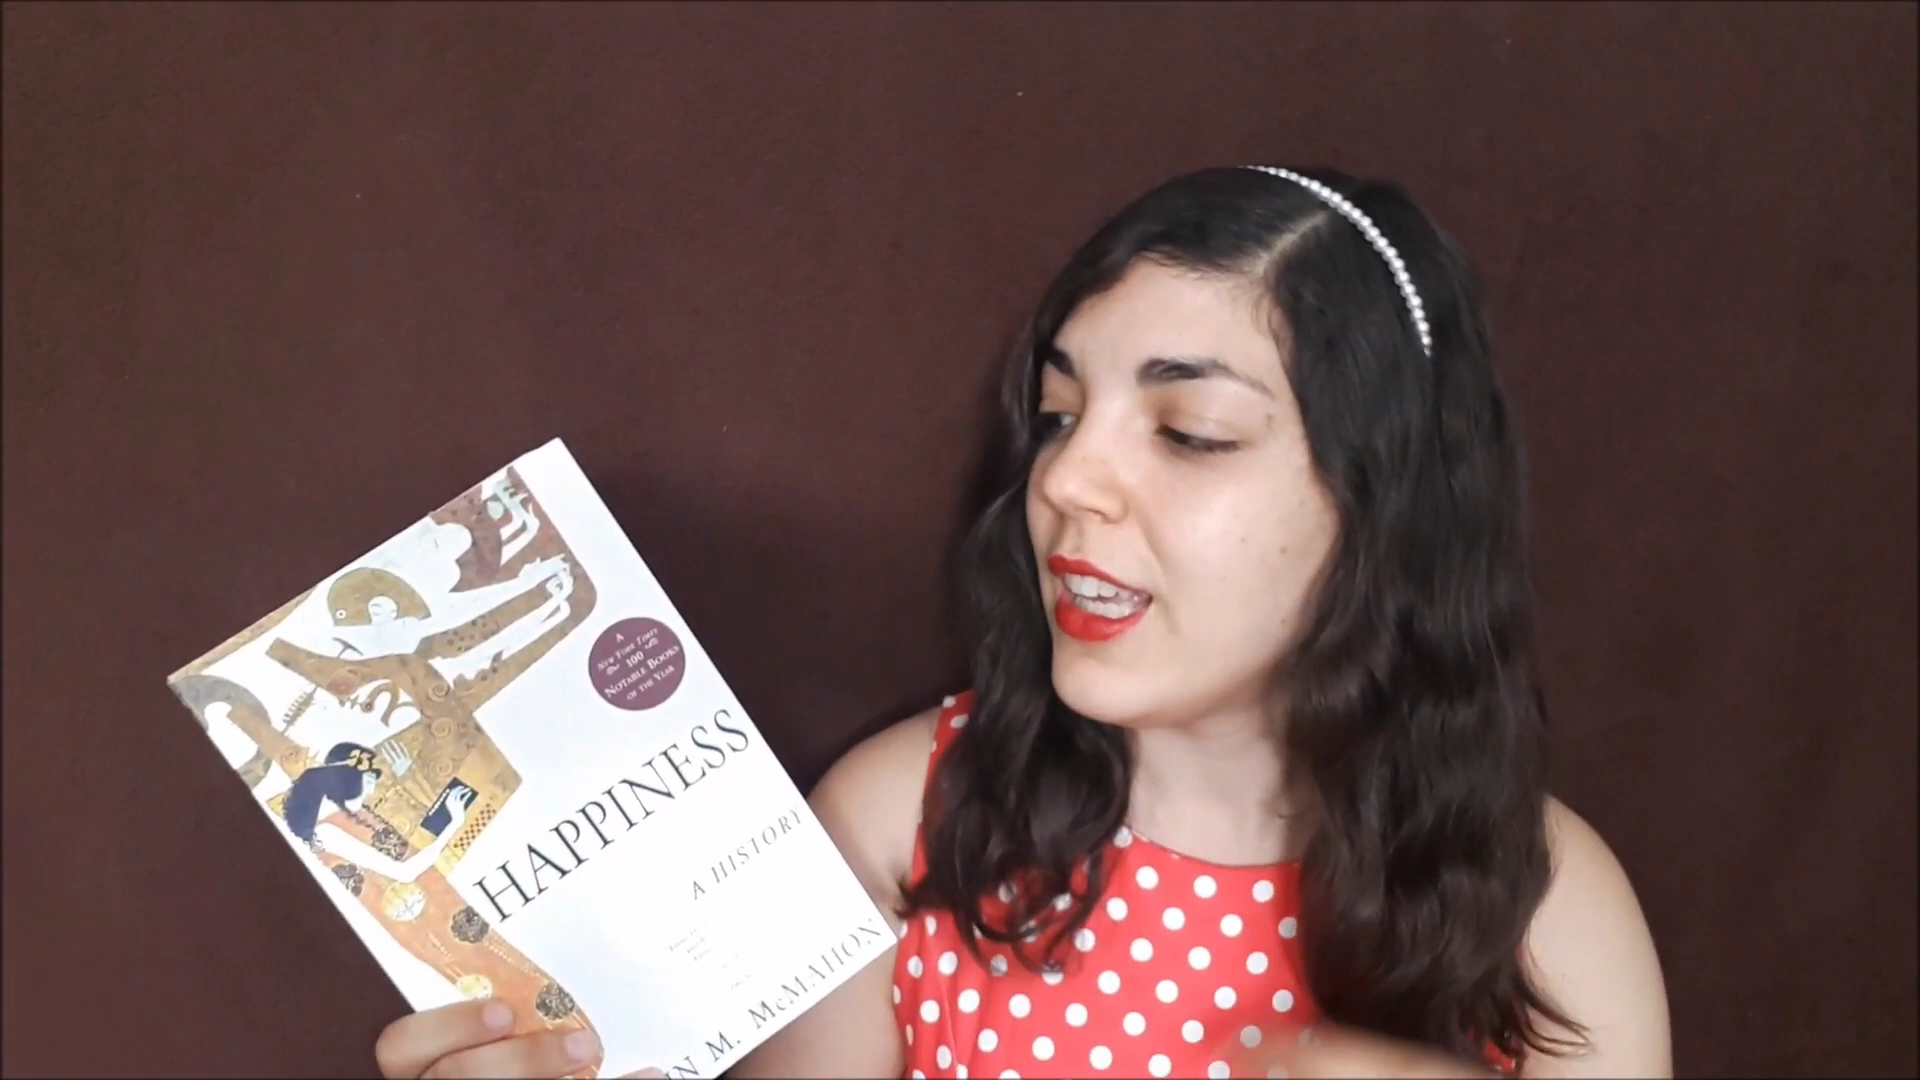 A
NEW YORK TIMES
100
NOTABLE BOOKS
OF THE YEAR
HAPPINESS
A HISTORY
M. MCMAHON